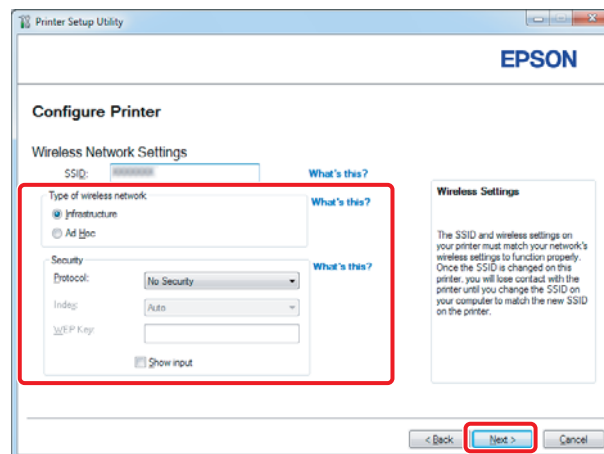 Printer Setup Utility
EPSON
Configure Printer
Wireless Network Settings
SSID:
What's this?
Type of wireless network
What's this?
Infrastructure
Ad Hoc
Security
What's this?
Protocol: No Security
Index: Auto
WEP Key:
Show input
Wireless Settings
The SSID and wireless settings on
your printer must match your network's
wireless settings to function properly.
Once the SSID is changed on this
printer, you will lose contact with the
printer until you change the SSID on
your computer to match the new SSID
on the printer.
< Back Next > Cancel